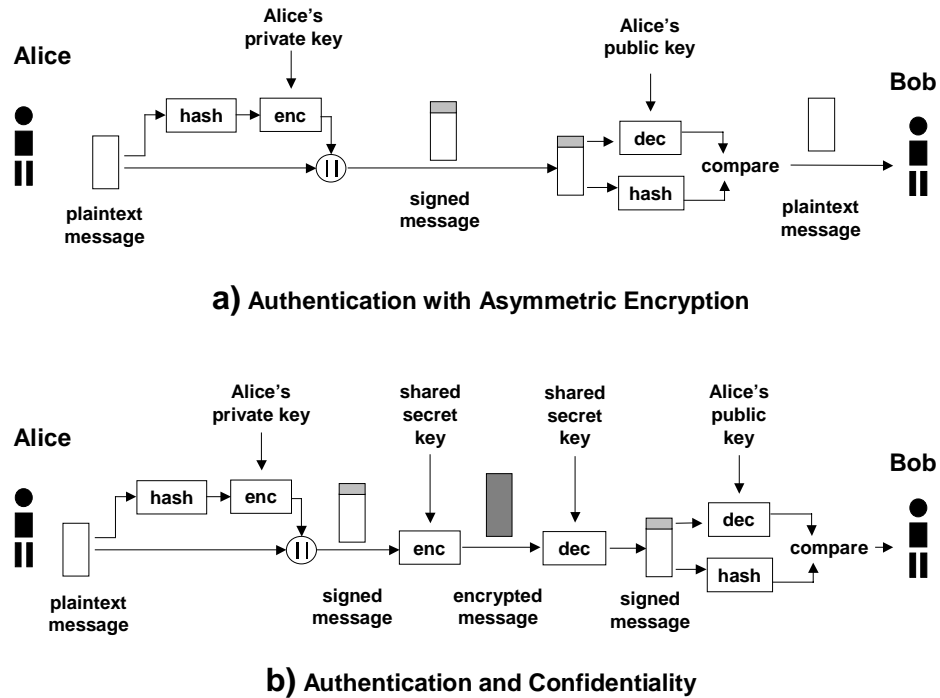 Alice's
private key
Alice's
public key
Alice
Bob
hash
enc
dec
||
compare
hash
plaintext
message
signed
message
plaintext
message
a) Authentication with Asymmetric Encryption
Alice's
private key
shared
secret
key
shared
secret
key
Alice's
public
key
Alice
Bob
hash
enc
dec
||
enc
dec
compare
hash
plaintext
message
signed
message
encrypted
message
signed
message
b) Authentication and Confidentiality